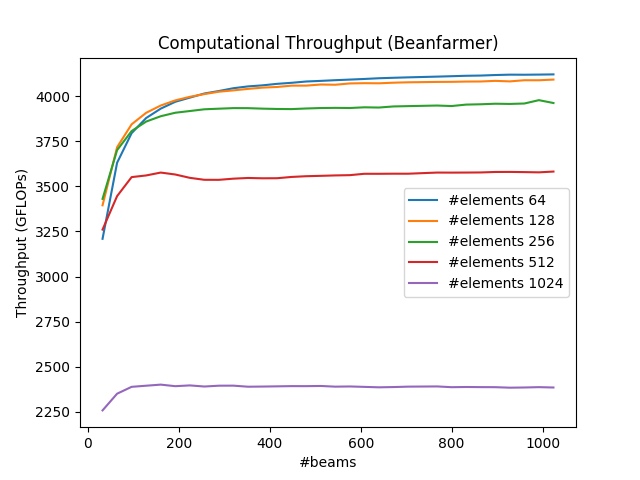 Computational Throughput (Beanfarmer)
Throughput (GFLOPs)
4000
3750
3500
3250
3000
2750
2500
2250
0
200
400
600
800
1000
#beams
#elements 64
#elements 128
#elements 256
#elements 512
#elements 1024